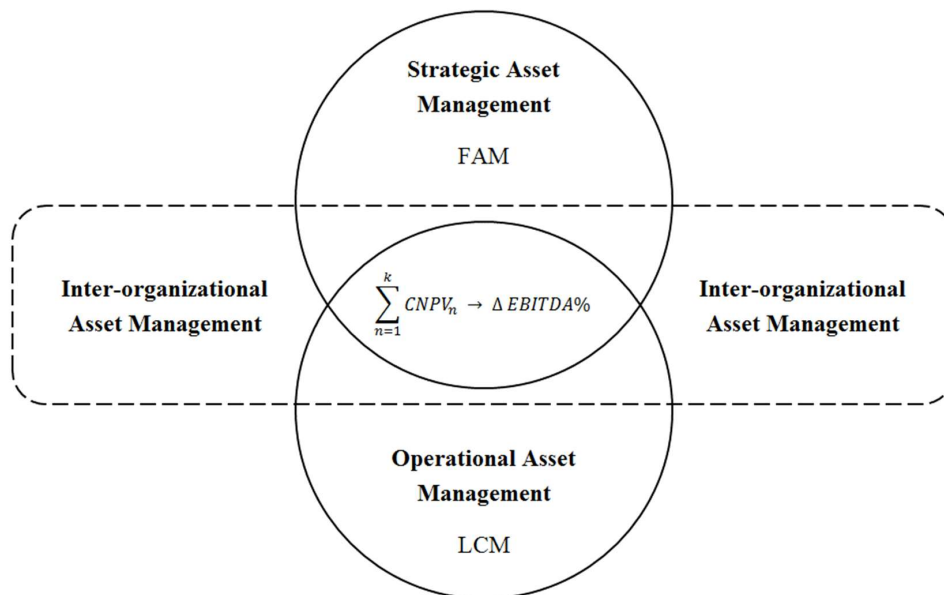 Strategic Asset
Management
FAM
Inter-organizational
Asset Management
k
∑ CNPVₙ → Δ EBITDA%
n=1
Inter-organizational
Asset Management
Operational Asset
Management
LCM